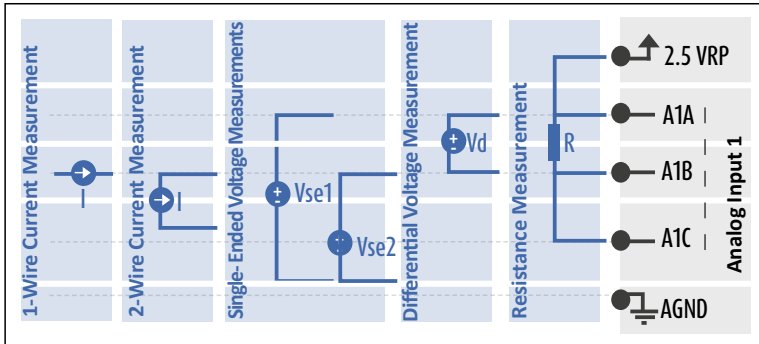 1-Wire Current Measurement
I
2-Wire Current Measurement
I
Single- Ended Voltage Measurements
Vse1
Vse2
Differential Voltage Measurement
Vd
Resistance Measurement
R
2.5 VRP
A1A
A1B
A1C
AGND
Analog Input 1